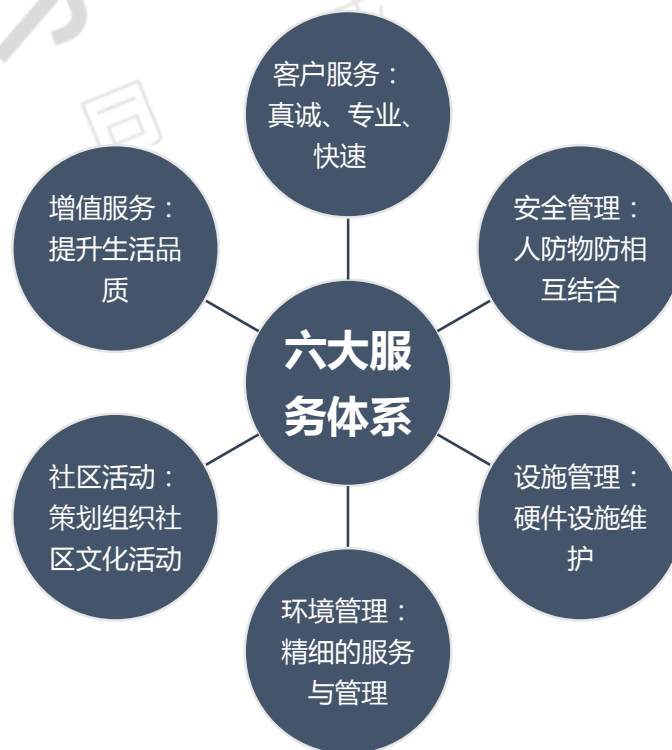 客户服务：
真诚、专业、
快速
安全管理：
人防物防相
互结合
设施管理：
硬件设施维
护
环境管理：
精细的服务
与管理
社区活动：
策划组织社
区文化活动
增值服务：
提升生活品
质
六大服
务体系
同